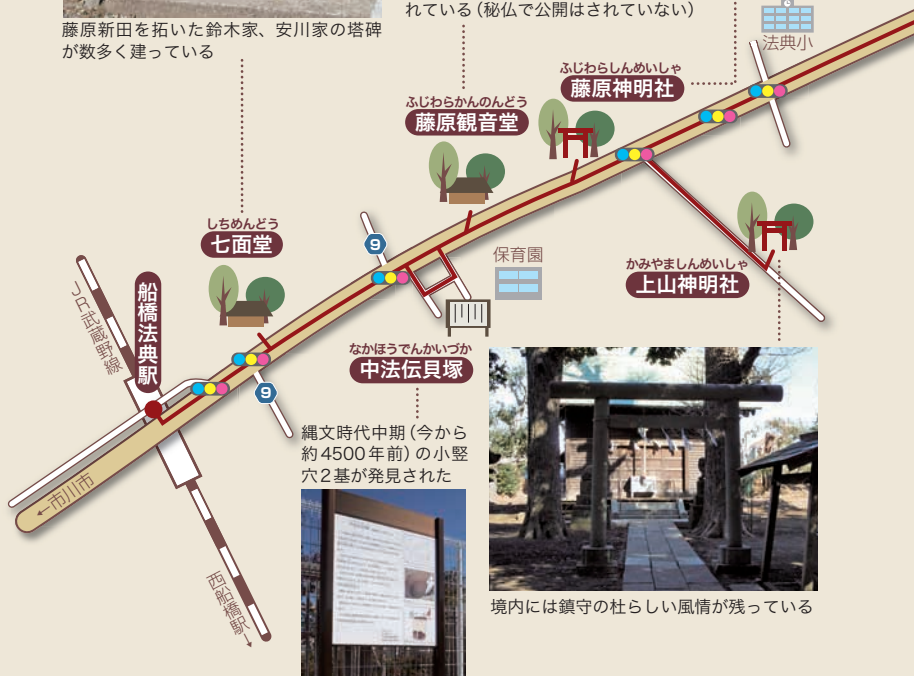 れている（秘仏で公開はされていない）
藤原新田を拓いた鈴木家、安川家の塔碑
が数多く建っている
法典小
ふじわらしんめいしゃ
藤原神明社
ふじわらかんのんどう
藤原観音堂
しちめんどう
七面堂
9
保育園
かみやましんめいしゃ
上山神明社
JR武蔵野線
船橋法典駅
なかほうでんかいづか
中法伝貝塚
9
縄文時代中期（今から
約4500年前）の小竪
穴2基が発見された
←市川市
西船橋駅→
境内には鎮守の杜らしい風情が残っている